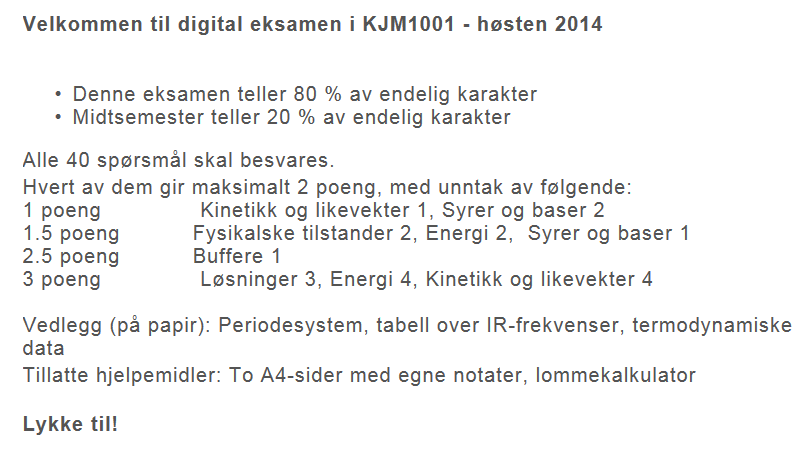 Velkommen til digital eksamen i KJM1001 - høsten 2014
• Denne eksamen teller 80 % av endelig karakter
• Midtsemester teller 20 % av endelig karakter
Alle 40 spørsmål skal besvares.
Hvert av dem gir maksimalt 2 poeng, med unntak av følgende:
1 poeng Kinetikk og likevekter 1, Syrer og baser 2
1.5 poeng Fysikalske tilstander 2, Energi 2, Syrer og baser 1
2.5 poeng Buffere 1
3 poeng Løsninger 3, Energi 4, Kinetikk og likevekter 4
Vedlegg (på papir): Periodesystem, tabell over IR-frekvenser, termodynamiske
data
Tillatte hjelpemidler: To A4-sider med egne notater, lommekalkulator
Lykke til!